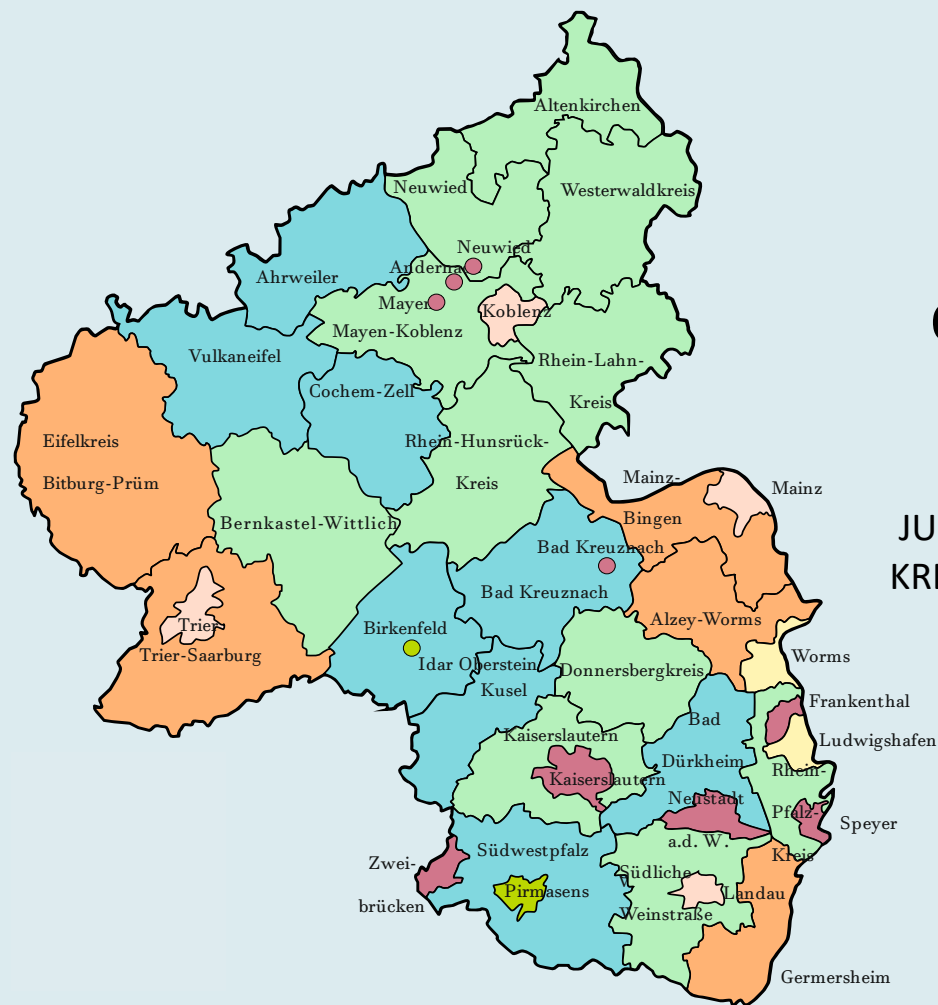 Altenkirchen
Neuwied
Westerwaldkreis
Neuwied
Ahrweiler
Anderna
Mayen
Koblenz
Mayen-Koblenz
Vulkaneifel
Rhein-Lahn-
Kreis
Cochem-Zell
Eifelkreis
Bitburg-Prüm
Rhein-Hunsrück-
Kreis
Mainz-
Bingen
Mainz
Bernkastel-Wittlich
JU
KRE
Bad Kreuznach
Bad Kreuznach
Trier
Trier-Saarburg
Birkenfeld
Idar Oberstein
Alzey-Worms
Worms
Kusel
Donnersbergkreis
Bad
Dürkheim
Frankenthal
Kaiserslautern
Kaiserslautern
Ludwigshafen
Rhein-
Pfalz-
Kreis
Neustadt
a.d. W.
Speyer
Zwei-
brücken
Südwestpfalz
Pirmasens
Südliche
Weinstraße
Landau
Germersheim